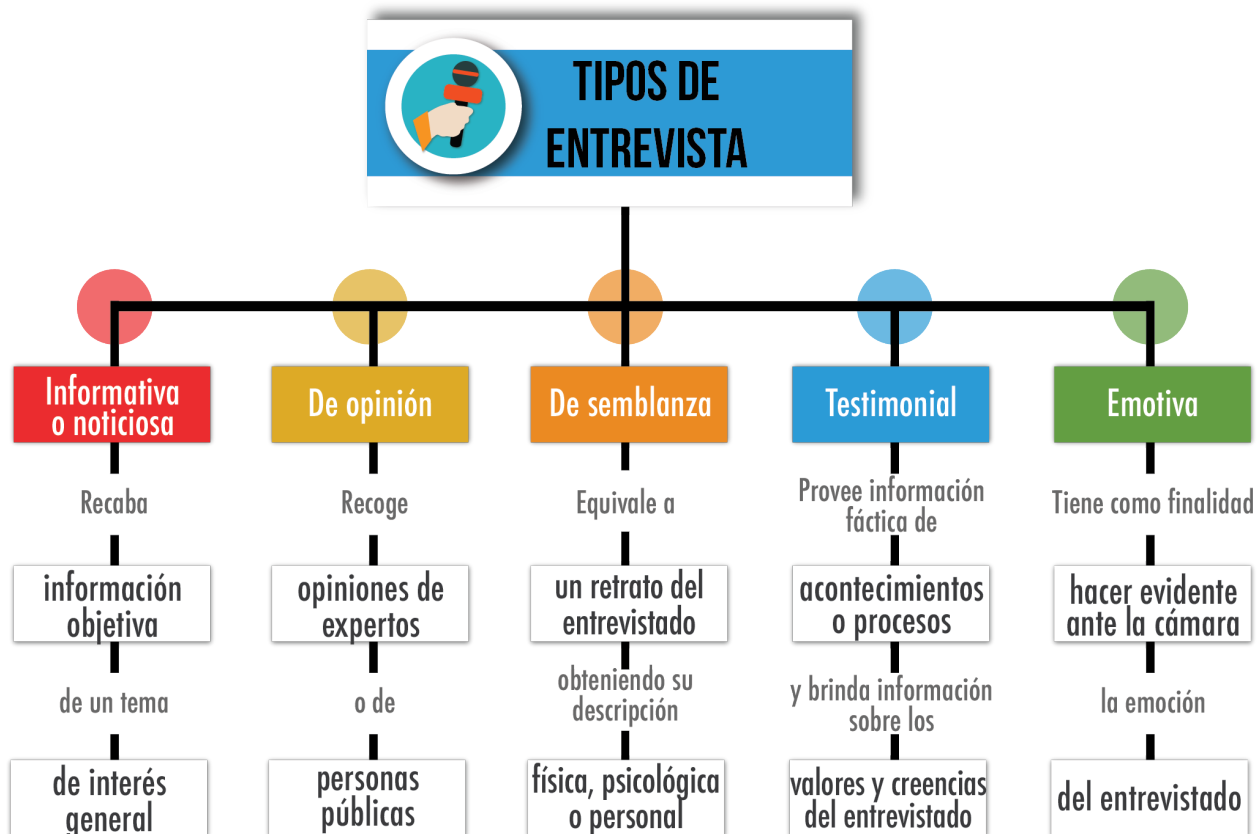 TIPOS DE
ENTREVISTA
Informativa
o noticiosa
Recaba
información
objetiva
de un tema
de interés
general
De opinión
Recoge
opiniones de
expertos
o de
personas
públicas
De semblanza
Equivale a
un retrato del
entrevistado
obteniendo su
descripción
física, psicológica
o personal
Testimonial
Provee información
fáctica de
acontecimientos
o procesos
y brinda información
sobre los
valores y creencias
del entrevistado
Emotiva
Tiene como finalidad
hacer evidente
ante la cámara
la emoción
del entrevistado